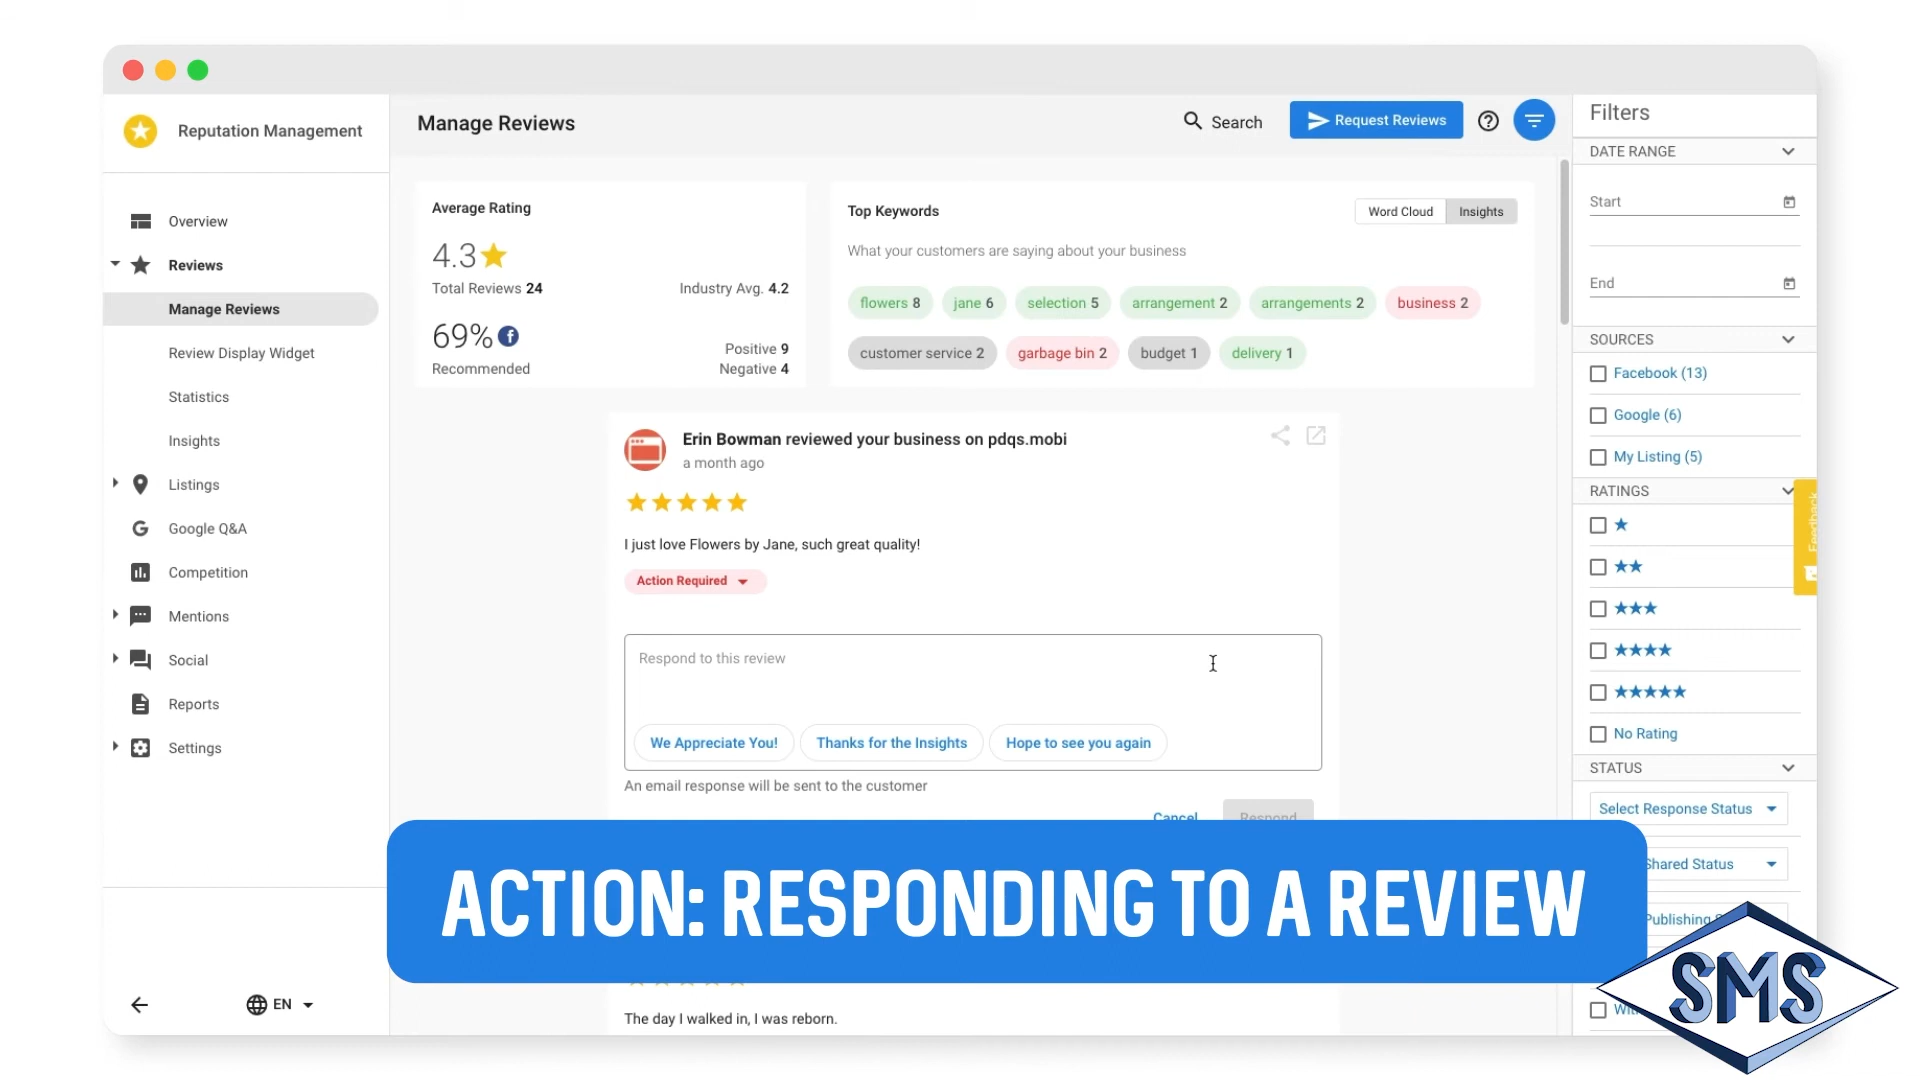 Reputation Management
Overview
Reviews
Manage Reviews
Review Display Widget
Statistics
Insights
Listings
Google Q&A
Competition
Mentions
Social
Reports
Settings
EN
Manage Reviews
Search
Request Reviews
Average Rating
4.3
Total Reviews 24
Industry Avg. 4.2
69%
Recommended
Positive 9
Negative 4
Top Keywords
Word Cloud
Insights
What your customers are saying about your business
flowers 8
jane 6
selection 5
arrangement 2
arrangements 2
business 2
customer service 2
garbage bin 2
budget 1
delivery 1
Erin Bowman reviewed your business on pdqs.mobi
a month ago
I just love Flowers by Jane, such great quality!
Action Required
Respond to this review
We Appreciate You!
Thanks for the Insights
Hope to see you again
An email response will be sent to the customer
Cancel
Respond
ACTION: RESPONDING TO A REVIEW
The day I walked in, I was reborn.
Filters
DATE RANGE
Start
End
SOURCES
Facebook (13)
Google (6)
My Listing (5)
RATINGS
No Rating
Feedback
STATUS
Select Response Status
Shared Status
Publishing
SMS